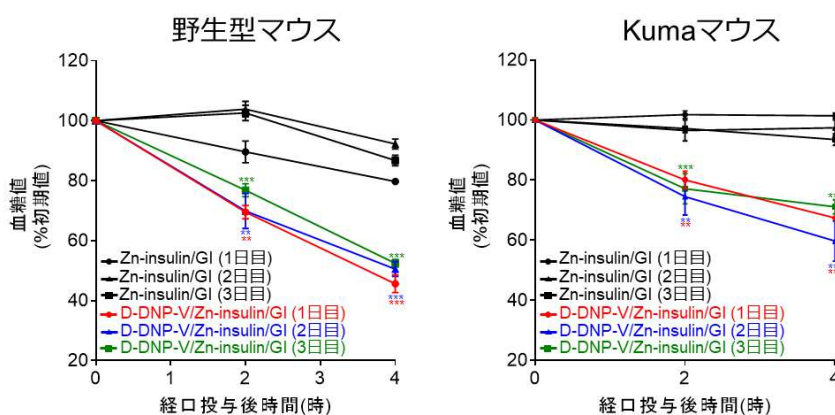 野生型マウス
120
100
80
60
40
20
血糖値
(%初期値)
***
**
**
***
***
***
Zn-insulin/GI (1日目)
Zn-insulin/GI (2日目)
Zn-insulin/GI (3日目)
D-DNP-V/Zn-insulin/GI (1日目)
D-DNP-V/Zn-insulin/GI (2日目)
D-DNP-V/Zn-insulin/GI (3日目)
0 1 2 3 4
経口投与後時間(時)
Kumaマウス
120
100
80
60
40
20
血糖値
(%初期値)
***
**
**
Zn-insulin/GI (1日目)
Zn-insulin/GI (2日目)
Zn-insulin/GI (3日目)
D-DNP-V/Zn-insulin/GI (1日目)
D-DNP-V/Zn-insulin/GI (2日目)
D-DNP-V/Zn-insulin/GI (3日目)
0 1 2 3 4
経口投与後時間(時)